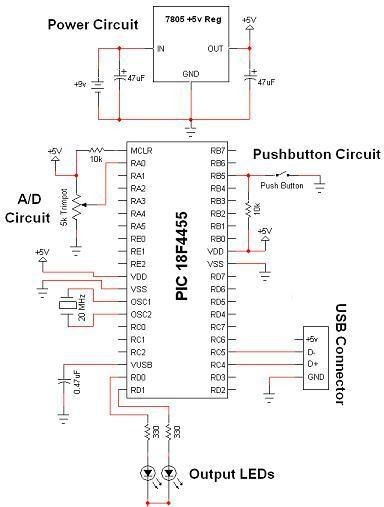 Power Circuit
7805 +5v Reg
+5V
IN
OUT
GND
+9v
47uF
47uF
+5V
10k
MCLR
RB7
RA0
RB6
Pushbutton Circuit
RA1
RB5
RA2
RB4
Push Button
A/D
Circuit
5k Trimpot
RA3
RB3
RA4
RB2
10k
RA5
RB1
RE0
RB0
RE1
VDD
+5V
RE2
VSS
+5V
VDD
RD7
VSS
RD6
OSC1
RD5
OSC2
RD4
20 MHz
PIC 18F4455
RC0
RC7
RC1
RC6
RC2
RC5
VUSB
RC4
RD0
RD3
RD1
RD2
USB Connector
+5v
D-
D+
GND
0.47uF
330
330
Output LEDs